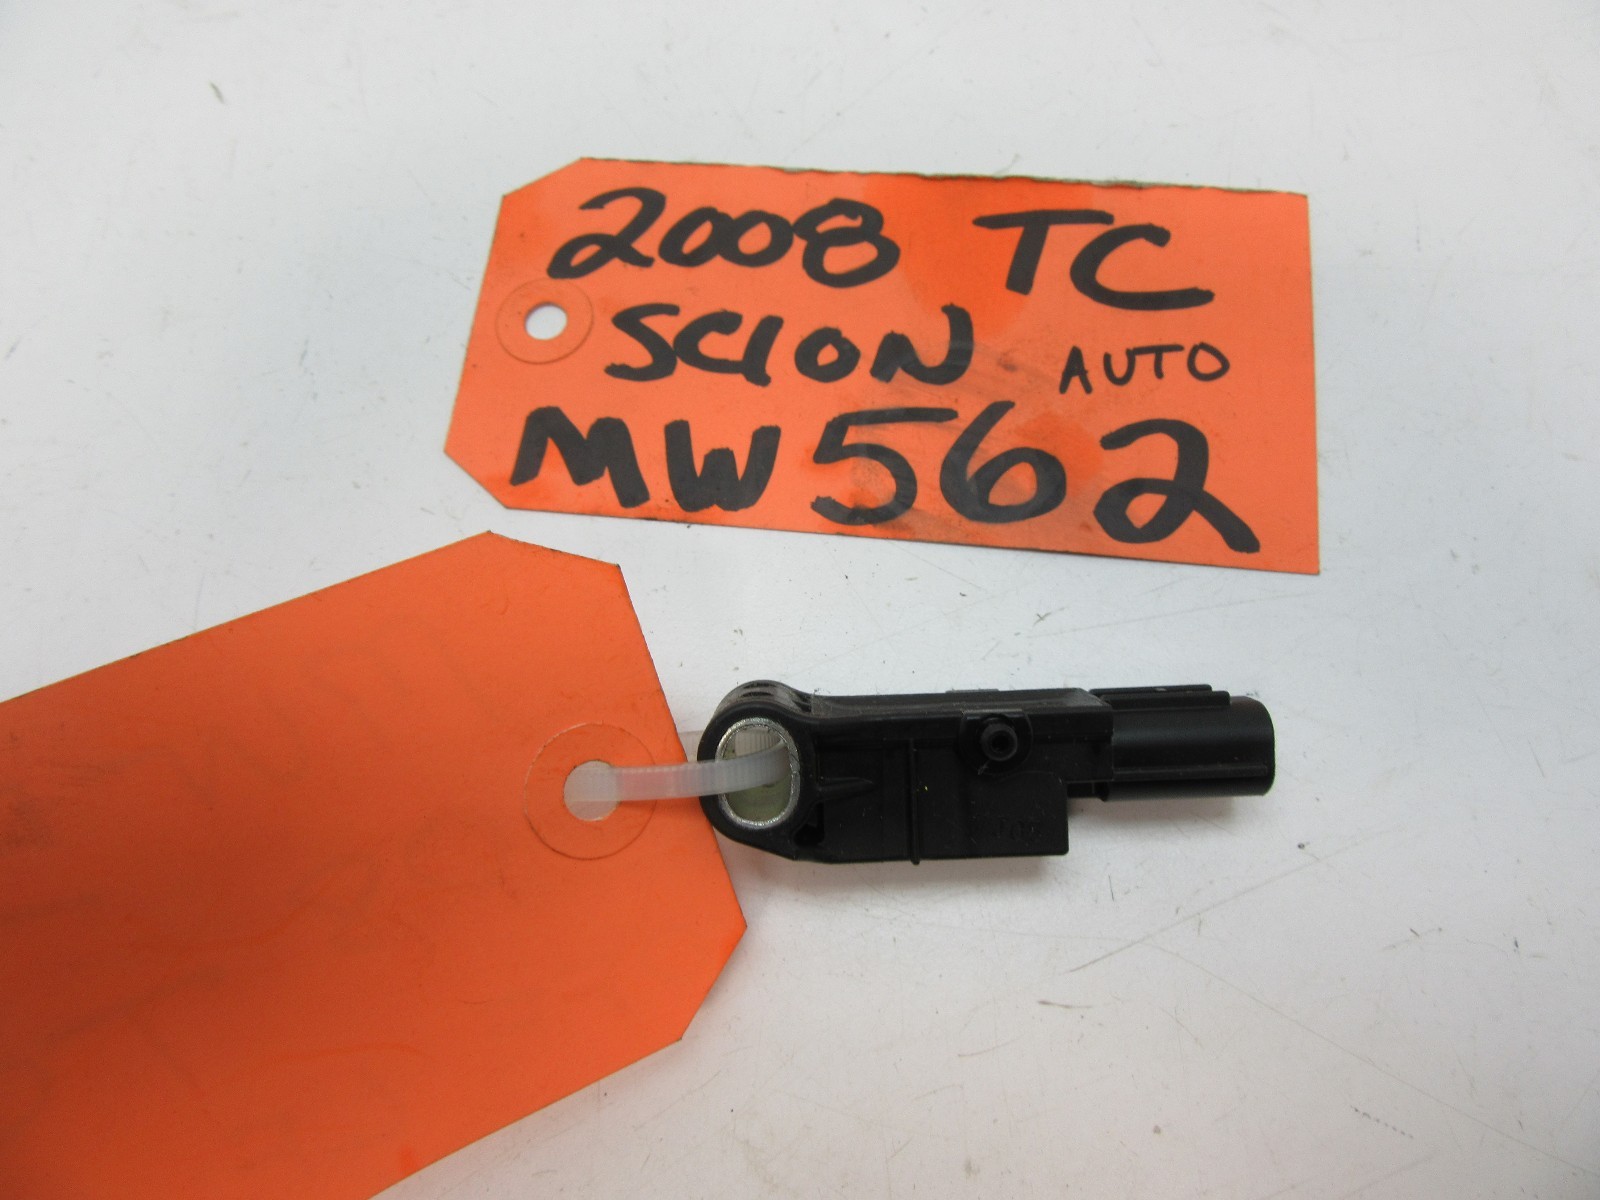 2008 TC
SCION AUTO
MW562